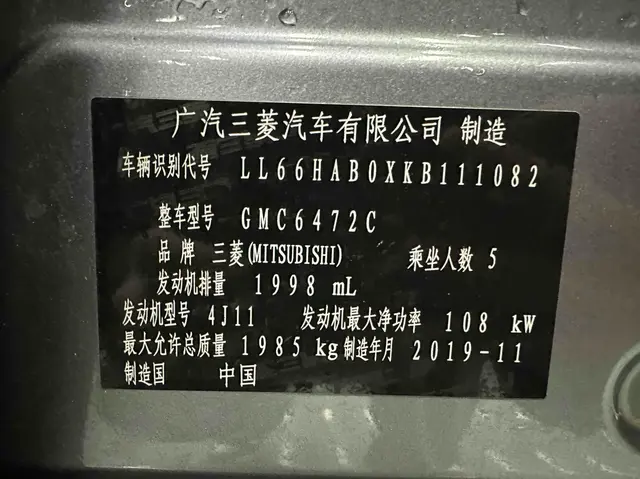 广汽三菱汽车有限公司 制造
车辆识别代号 LL66HAB0XKB111082
整车型号 GMC6472C
品牌 三菱(MITSUBISHI) 乘坐人数 5
发动机排量 1998 mL
发动机型号 4J11 发动机最大净功率 108 kW
最大允许总质量 1985 kg 制造年月 2019-11
制造国 中国